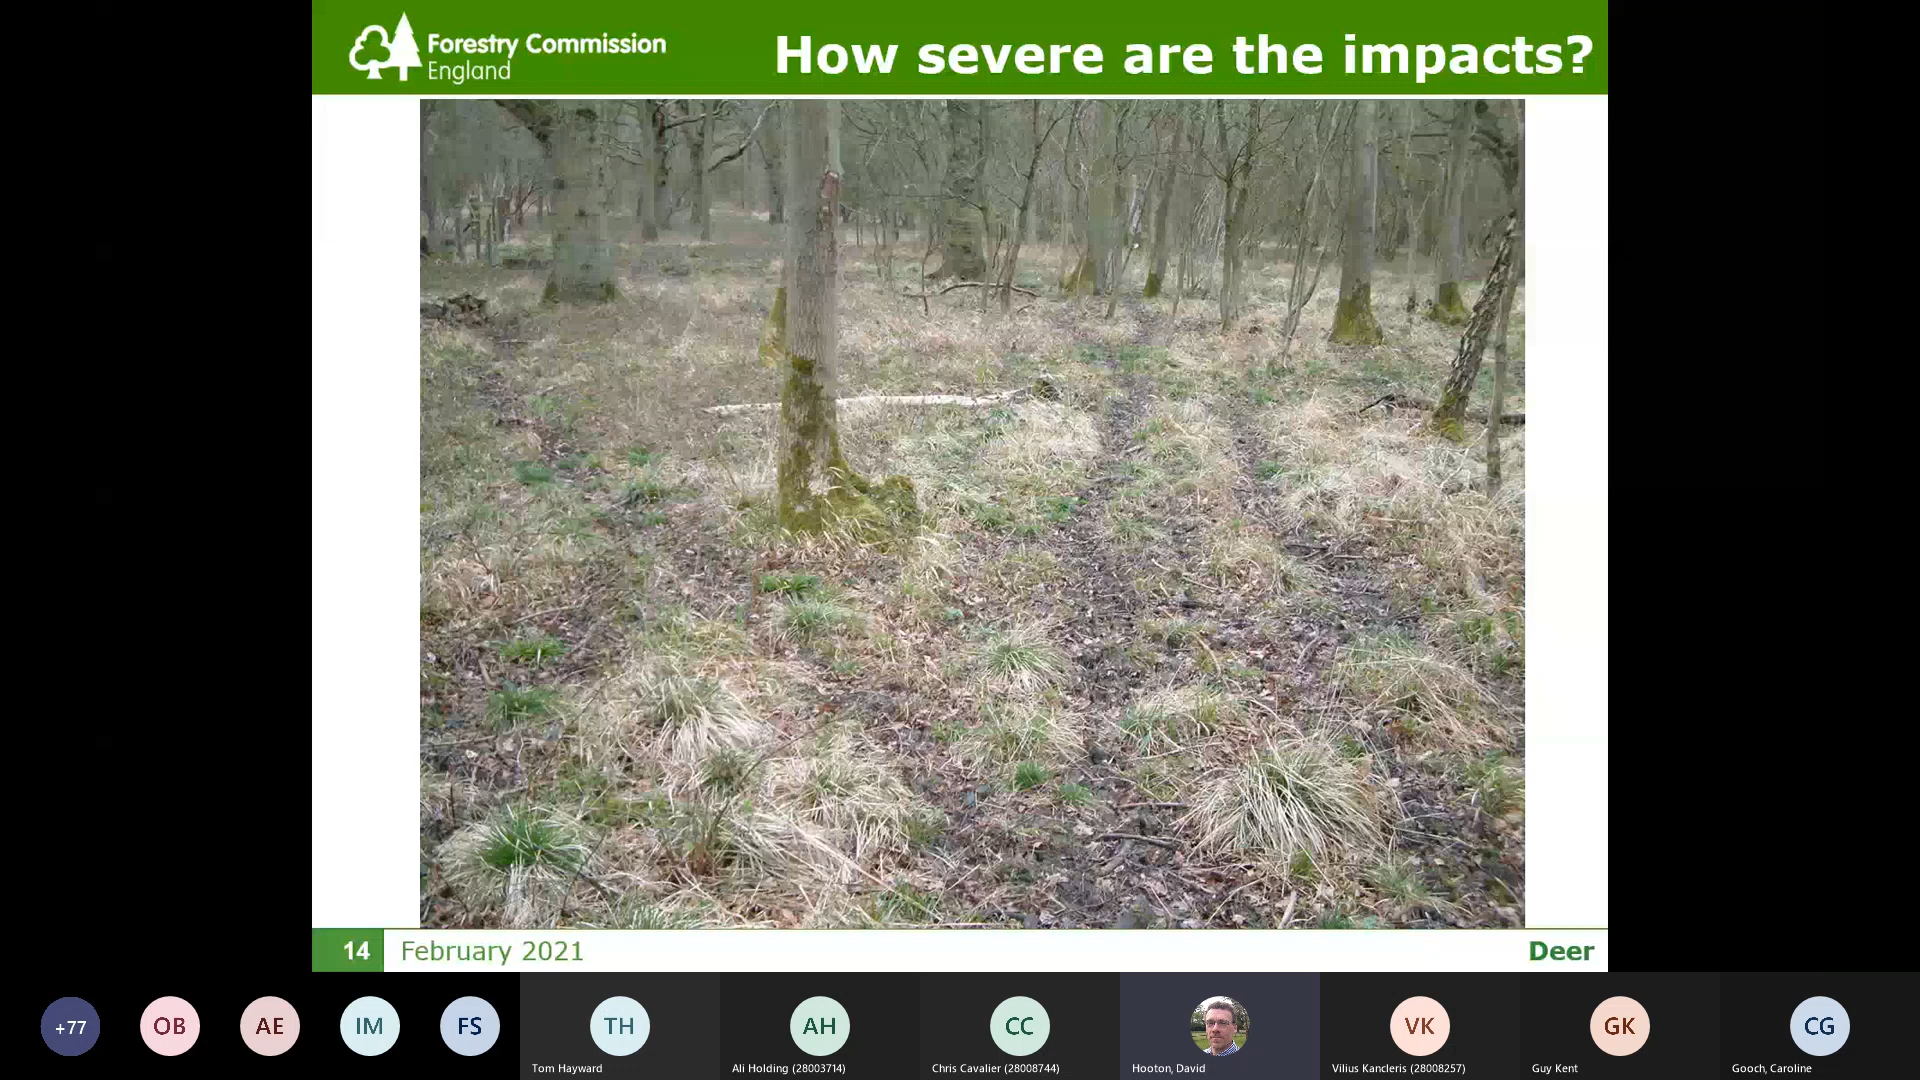 Forestry Commission
England
How severe are the impacts?
14
February 2021
Deer
+77
OB
AE
IM
FS
TH
AH
CC
VK
GK
CG
Tom Hayward
Ali Holding (28003714)
Chris Cavalier (28008744)
Hooton, David
Vilius Kancleris (28008257)
Guy Kent
Gooch, Caroline